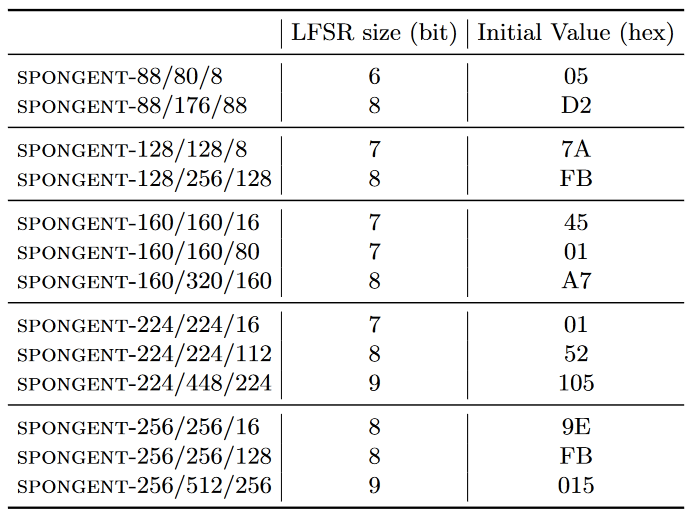 LFSR size (bit) Initial Value (hex)
SPONGENT-88/80/8 6 05
SPONGENT-88/176/88 8 D2
SPONGENT-128/128/8 7 7A
SPONGENT-128/256/128 8 FB
SPONGENT-160/160/16 7 45
SPONGENT-160/160/80 7 01
SPONGENT-160/320/160 8 A7
SPONGENT-224/224/16 7 01
SPONGENT-224/224/112 8 52
SPONGENT-224/448/224 9 105
SPONGENT-256/256/16 8 9E
SPONGENT-256/256/128 8 FB
SPONGENT-256/512/256 9 015